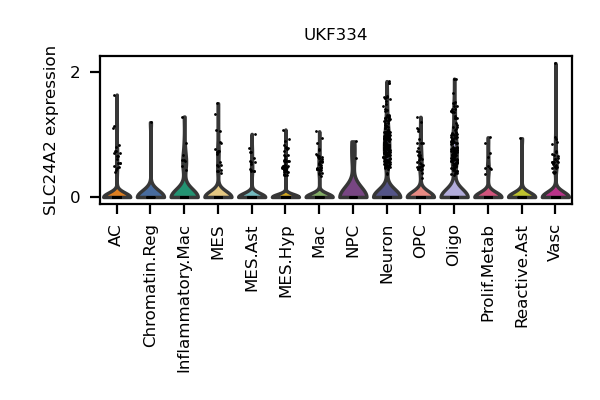 UKF334
SLC24A2 expression
2
0
AC
Chromatin.Reg
Inflammatory.Mac
MES
MES.Ast
MES.Hyp
Mac
NPC
Neuron
OPC
Oligo
Prolif.Metab
Reactive.Ast
Vasc